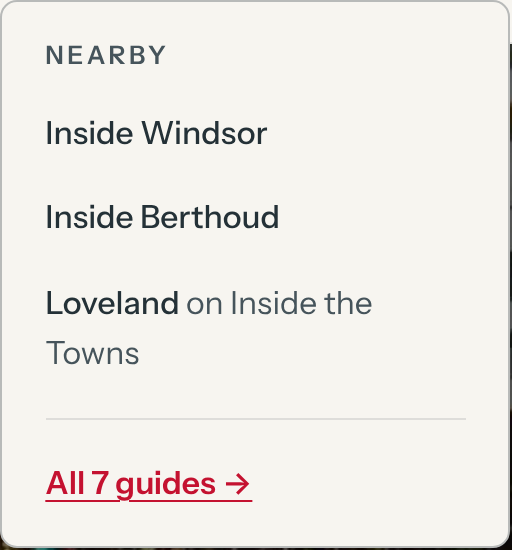 NEARBY
Inside Windsor
Inside Berthoud
Loveland on Inside the
Towns
All 7 guides →